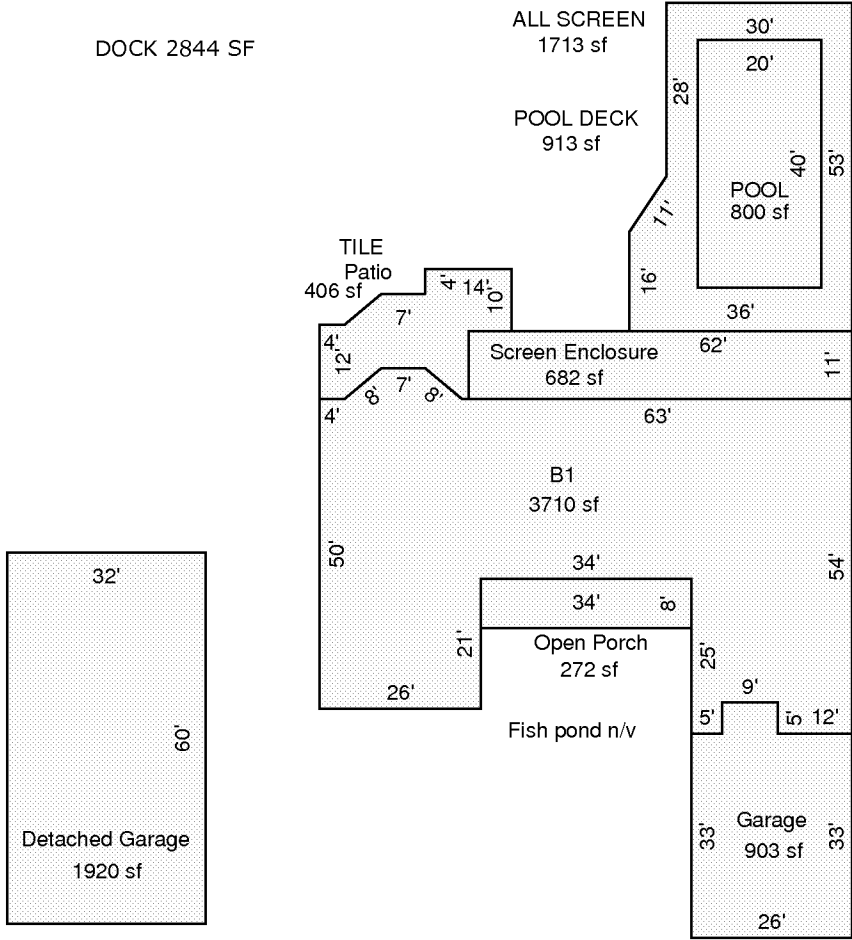 ALL SCREEN
1713 sf
DOCK 2844 SF
30'
20'
28'
POOL DECK
913 sf
40'
53'
POOL
800 sf
11'
TILE
Patio
406 sf
4'
14'
10'
16'
7'
36'
4'
12'
Screen Enclosure
682 sf
62'
11'
8'
7'
8'
4'
63'
B1
3710 sf
50'
34'
54'
32'
34'
8'
21'
Open Porch
272 sf
25'
26'
9'
Fish pond n/v
5'
5'
12'
60'
Detached Garage
1920 sf
33'
Garage
903 sf
33'
26'